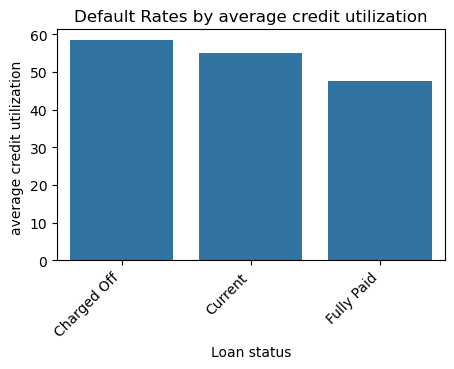 Default Rates by average credit utilization
average credit utilization
60
50
40
30
20
10
0
Charged Off
Current
Fully Paid
Loan status